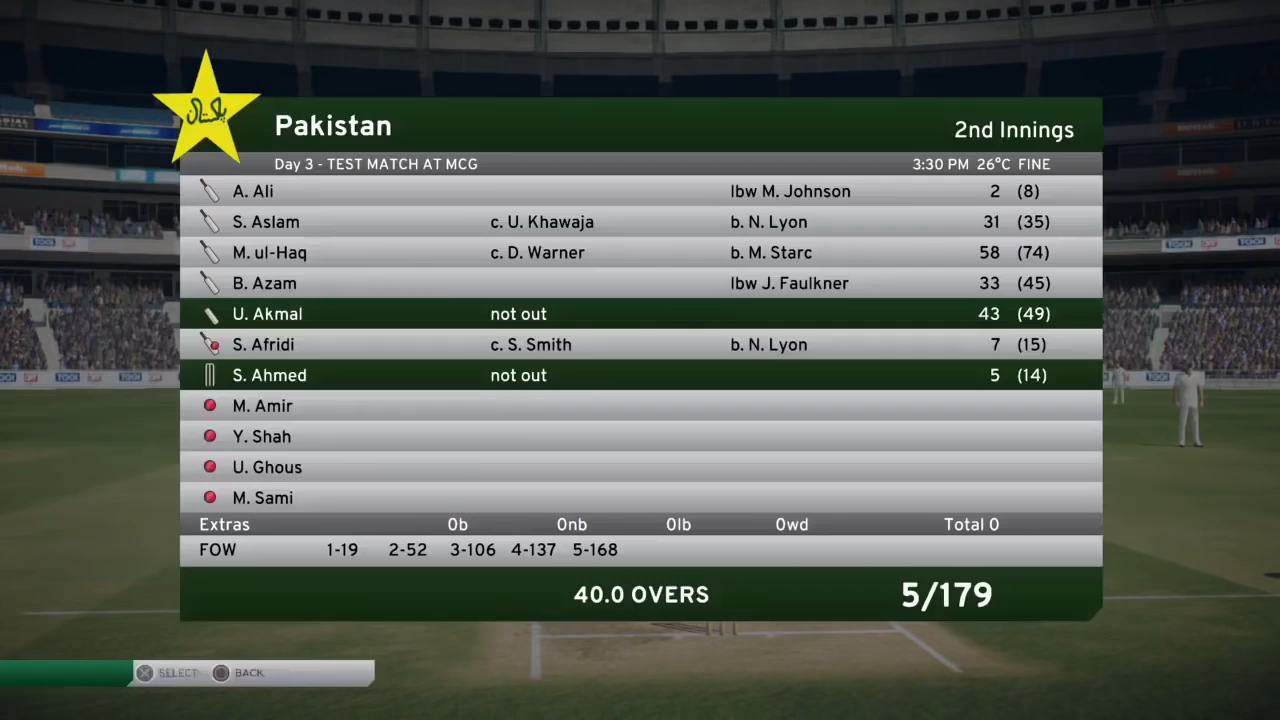 پاکستان
Pakistan
2nd Innings
Day 3 - TEST MATCH AT MCG 3:30 PM 26°C FINE
A. Ali lbw M. Johnson 2 (8)
S. Aslam c. U. Khawaja b. N. Lyon 31 (35)
M. ul-Haq c. D. Warner b. M. Starc 58 (74)
B. Azam lbw J. Faulkner 33 (45)
U. Akmal not out 43 (49)
S. Afridi c. S. Smith b. N. Lyon 7 (15)
S. Ahmed not out 5 (14)
M. Amir
Y. Shah
U. Ghous
M. Sami
Extras 0b 0nb 0lb 0wd Total 0
FOW 1-19 2-52 3-106 4-137 5-168
40.0 OVERS 5/179
SELECT BACK